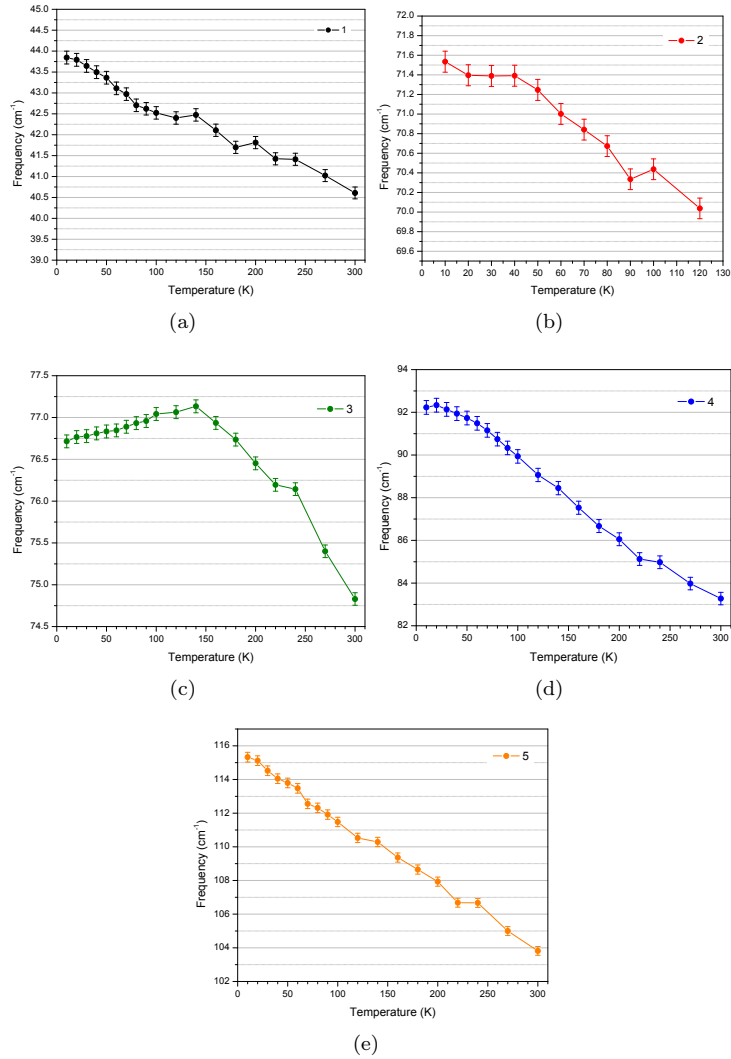 45.0
44.5
44.0
43.5
43.0
42.5
42.0
41.5
41.0
40.5
40.0
39.5
39.0
Frequency (cm⁻¹)
1
0 50 100 150 200 250 300
Temperature (K)
(a)
72.0
71.8
71.6
71.4
71.2
71.0
70.8
70.6
70.4
70.2
70.0
69.8
69.6
Frequency (cm⁻¹)
2
0 10 20 30 40 50 60 70 80 90 100 110 120 130
Temperature (K)
(b)
77.5
77.0
76.5
76.0
75.5
75.0
74.5
Frequency (cm⁻¹)
3
0 50 100 150 200 250 300
Temperature (K)
(c)
94
92
90
88
86
84
82
Frequency (cm⁻¹)
4
0 50 100 150 200 250 300
Temperature (K)
(d)
116
114
112
110
108
106
104
102
Frequency (cm⁻¹)
5
0 50 100 150 200 250 300
Temperature (K)
(e)